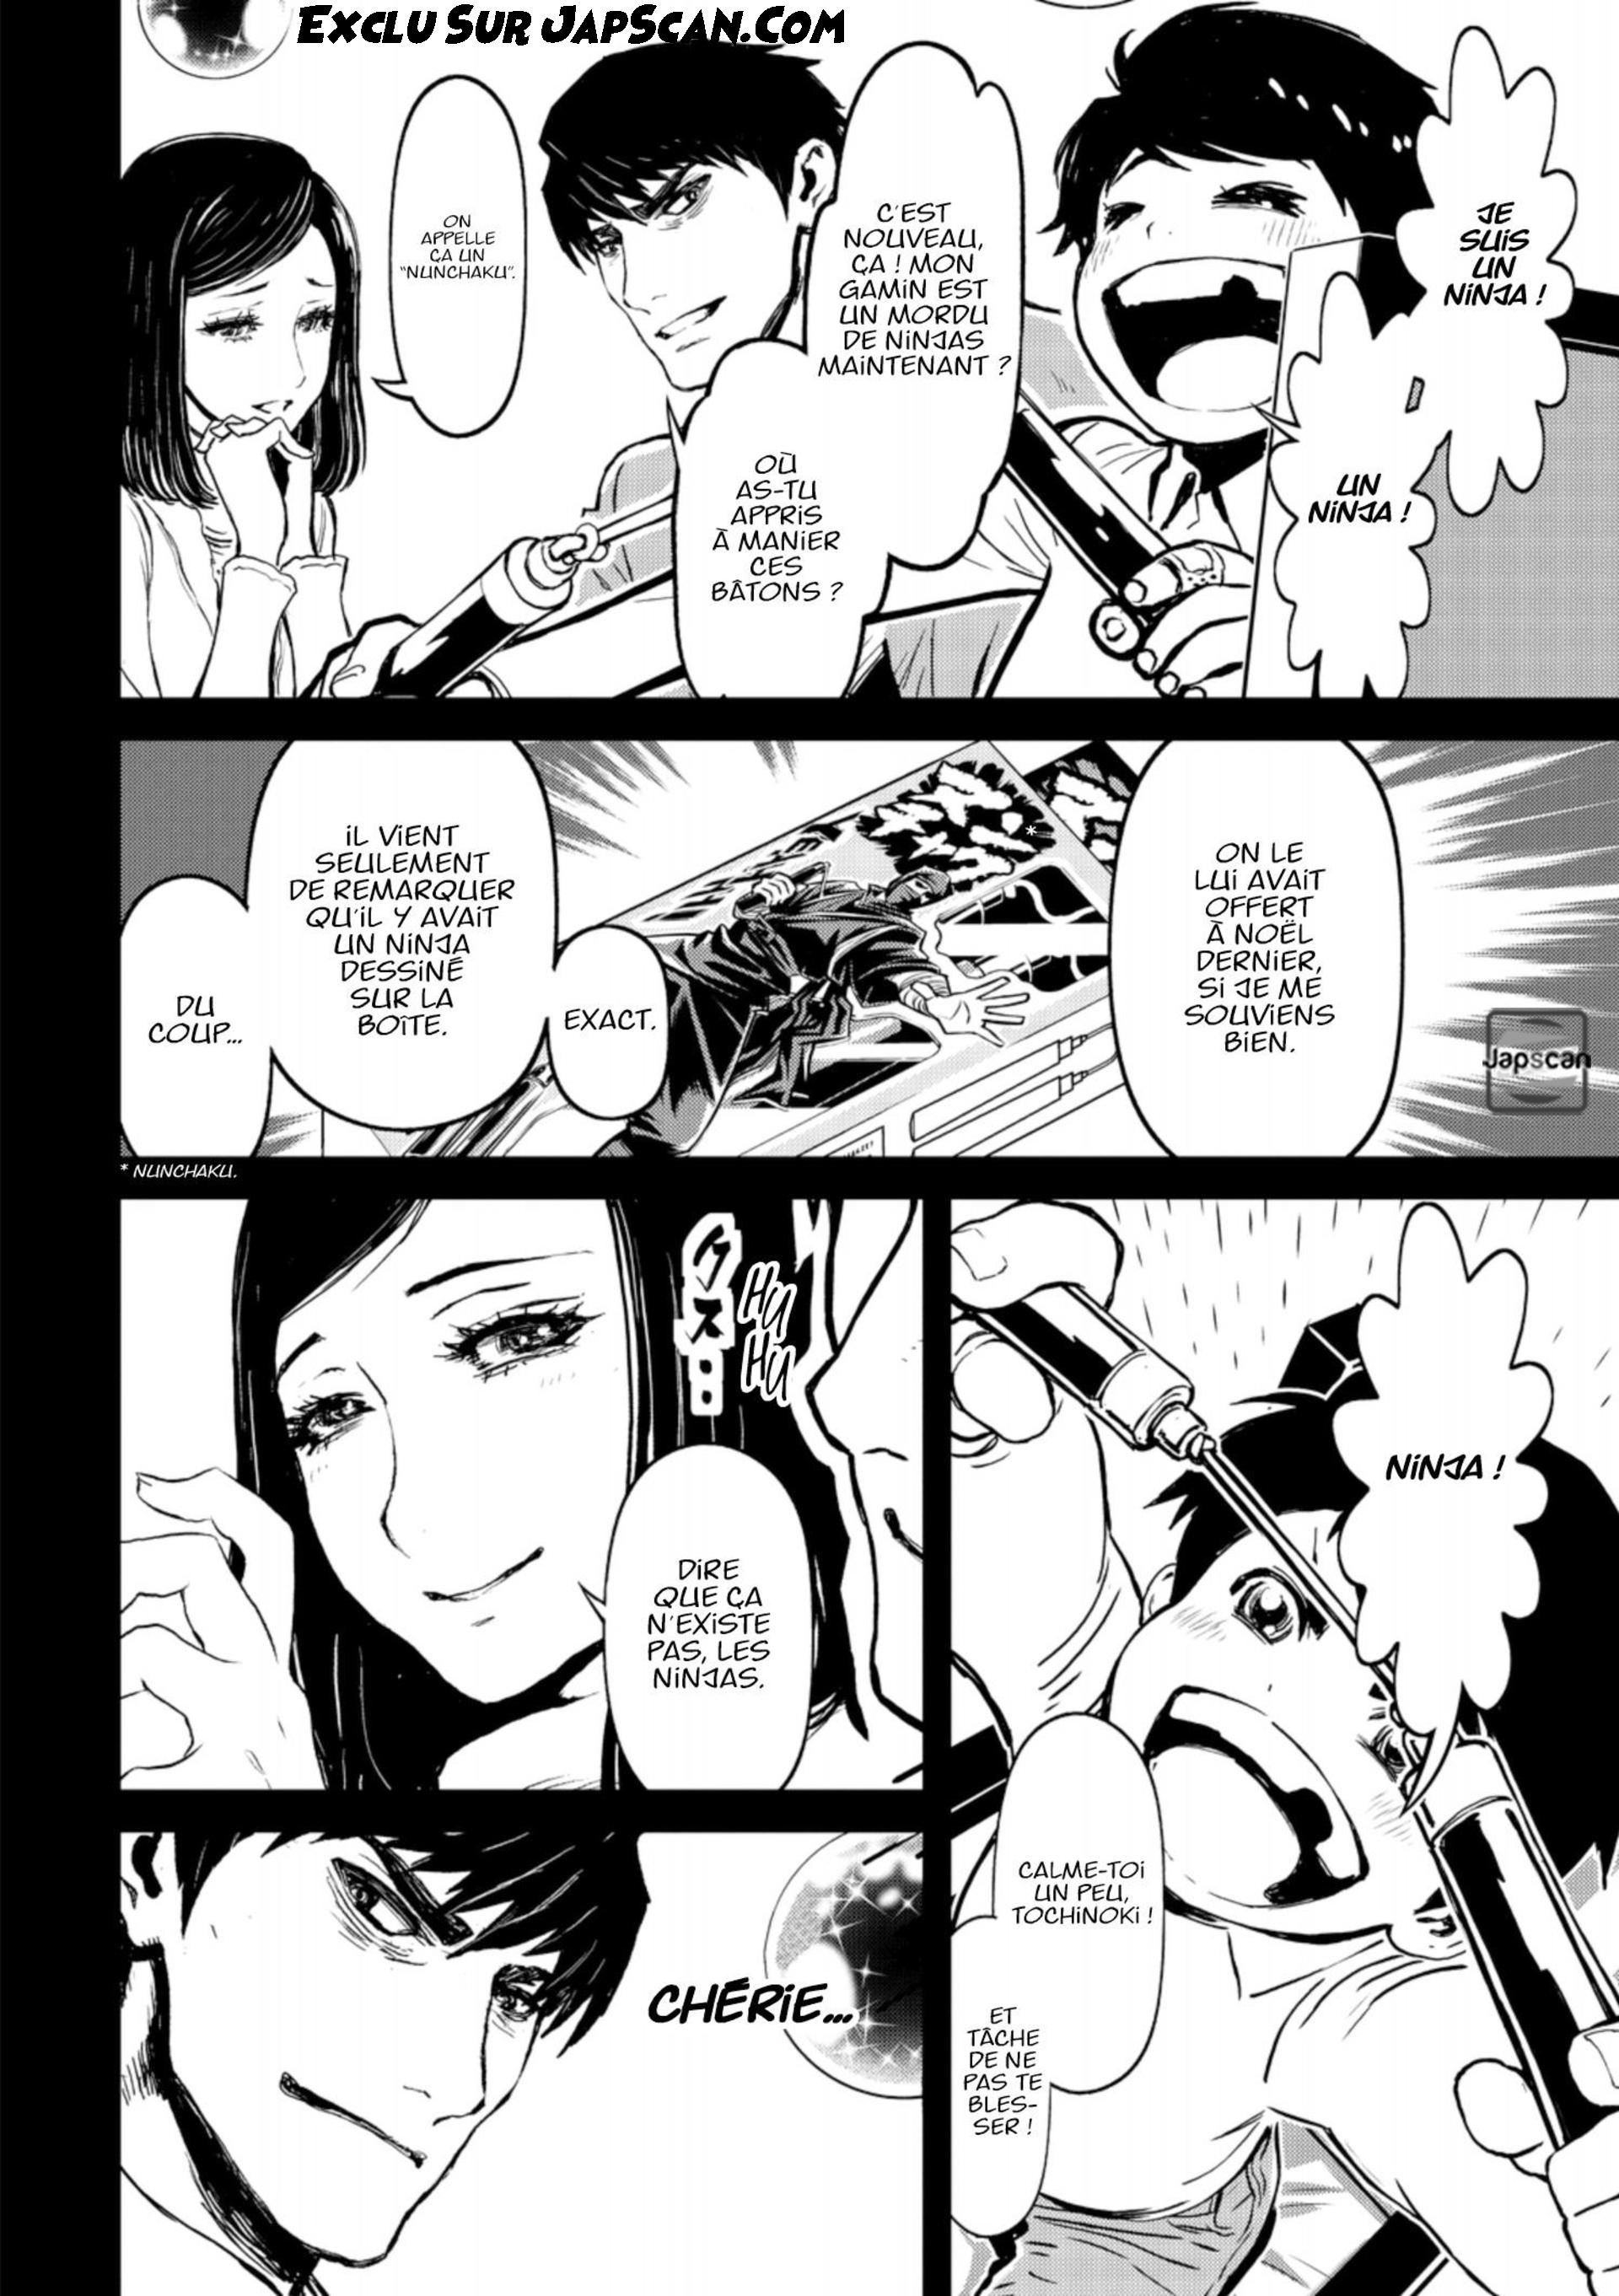 EXCLU SUR JAPSCAN.COM
JE
SUIS
UN
NINJA !
UN
NINJA !
C'EST
NOUVEAU,
ÇA ! MON
GAMIN EST
UN MORDU
DE NINJAS
MAINTENANT ?
OÙ
AS-TU
APPRIS
À MANIER
CES
BÂTONS ?
ON
APPELLE
ÇA UN
"NUNCHAKU".
ON LE
LUI AVAIT
OFFERT
À NOËL
DERNIER,
SI JE ME
SOUVIENS
BIEN.
*
EXACT.
IL VIENT
SEULEMENT
DE REMARQUER
QU'IL Y AVAIT
UN NINJA
DESSINÉ
SUR LA
BOITE.
DU
COUP...
Japscan
* NUNCHAKU.
NINJA !
CALME-TOI
UN PEU,
TOCHINOKI !
ET
TÂCHE
DE NE
PAS TE
BLES-
SER !
クス…
HU
HU
DIRE
QUE ÇA
N'EXISTE
PAS, LES
NINJAS.
CHÉRIE...